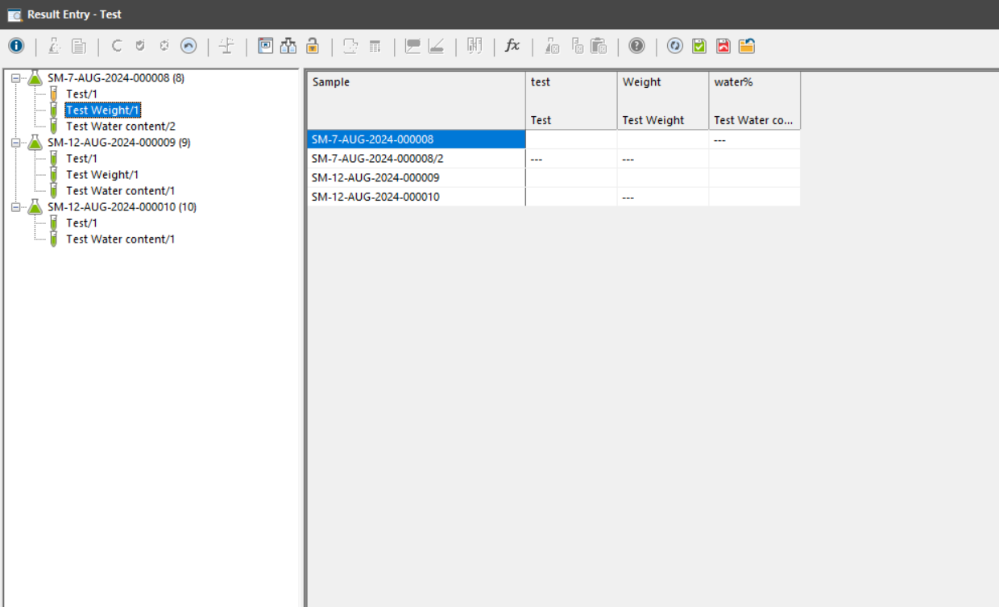 Result Entry - Test
fx
SM-7-AUG-2024-000008 (8)
Test/1
Test Weight/1
Test Water content/2
SM-12-AUG-2024-000009 (9)
Test/1
Test Weight/1
Test Water content/1
SM-12-AUG-2024-000010 (10)
Test/1
Test Water content/1
Sample test Weight water%
Test Test Weight Test Water co...
SM-7-AUG-2024-000008 ---
SM-7-AUG-2024-000008/2 --- ---
SM-12-AUG-2024-000009
SM-12-AUG-2024-000010 ---